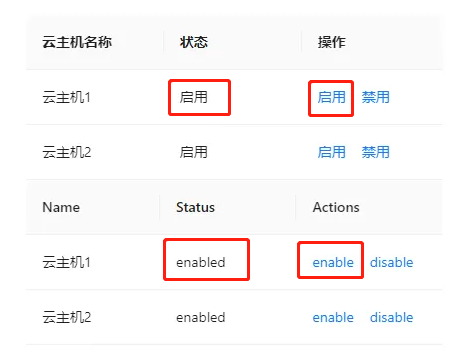 云主机名称 状态 操作
云主机1 启用 启用 禁用
云主机2 启用 启用 禁用
Name Status Actions
云主机1 enabled enable disable
云主机2 enabled enable disable